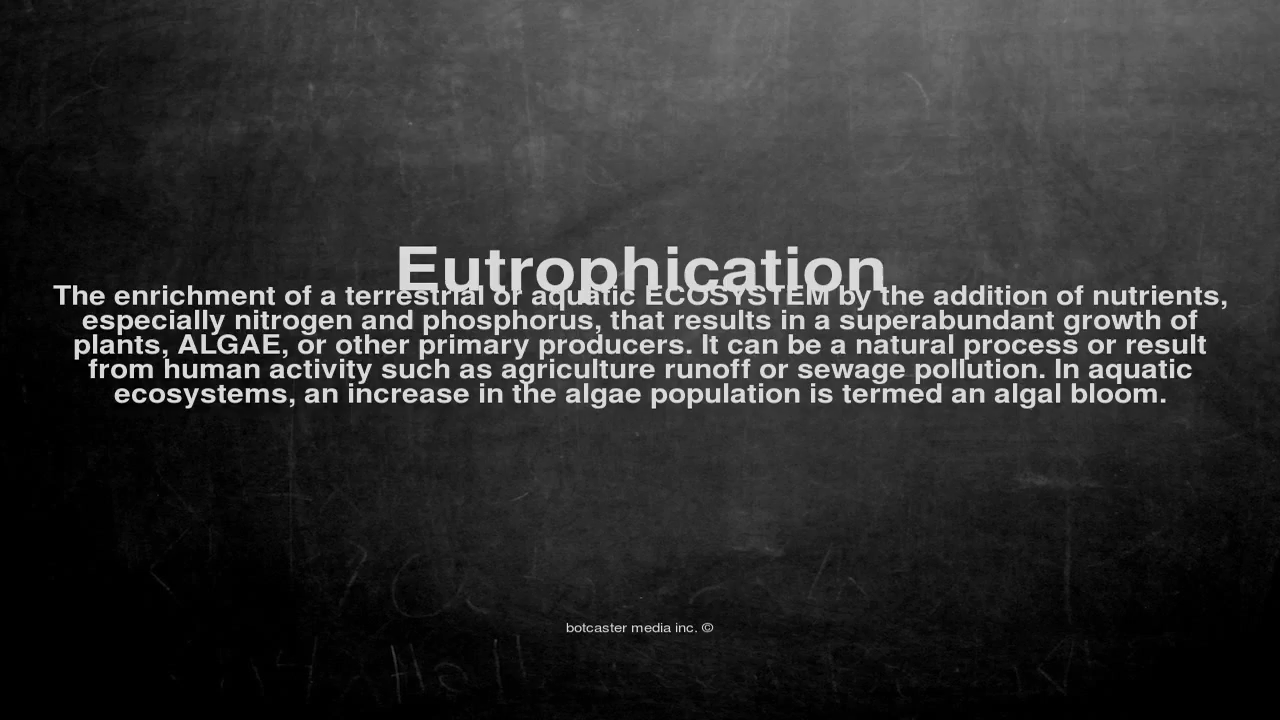 Eutrophication
The enrichment of a terrestrial or aquatic ECOSYSTEM by the addition of nutrients,
especially nitrogen and phosphorus, that results in a superabundant growth of
plants, ALGAE, or other primary producers. It can be a natural process or result
from human activity such as agriculture runoff or sewage pollution. In aquatic
ecosystems, an increase in the algae population is termed an algal bloom.
botcaster media inc. ©